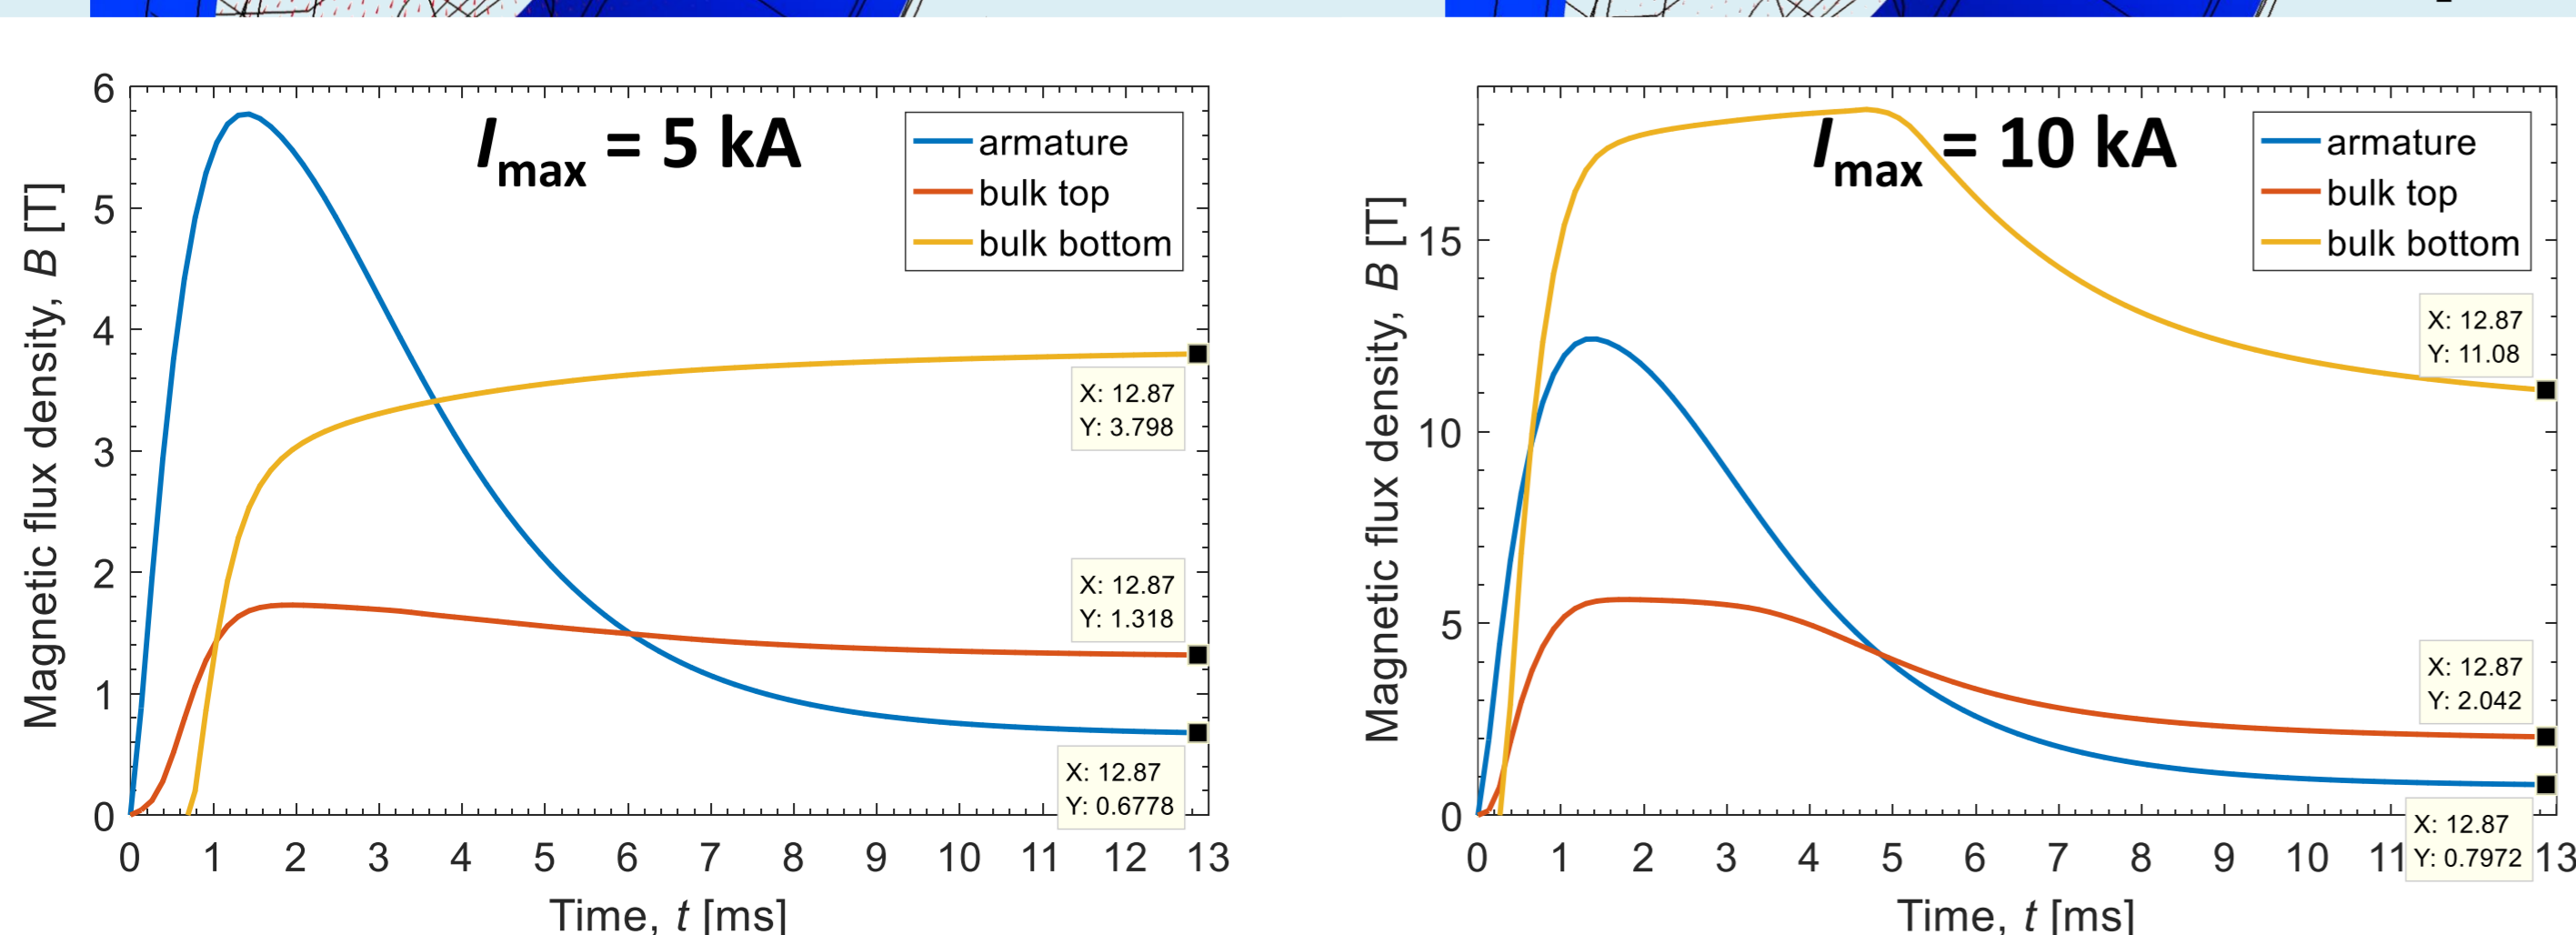 6
5
4
3
2
1
0
Magnetic flux density, B [T]
I_max = 5 kA
armature
bulk top
bulk bottom
X: 12.87
Y: 3.798
X: 12.87
Y: 1.318
X: 12.87
Y: 0.6778
0 1 2 3 4 5 6 7 8 9 10 11 12 13
Time, t [ms]
15
10
5
0
Magnetic flux density, B [T]
I_max = 10 kA
armature
bulk top
bulk bottom
X: 12.87
Y: 11.08
X: 12.87
Y: 2.042
X: 12.87
Y: 0.7972
0 1 2 3 4 5 6 7 8 9 10 11 13
Time, t [ms]